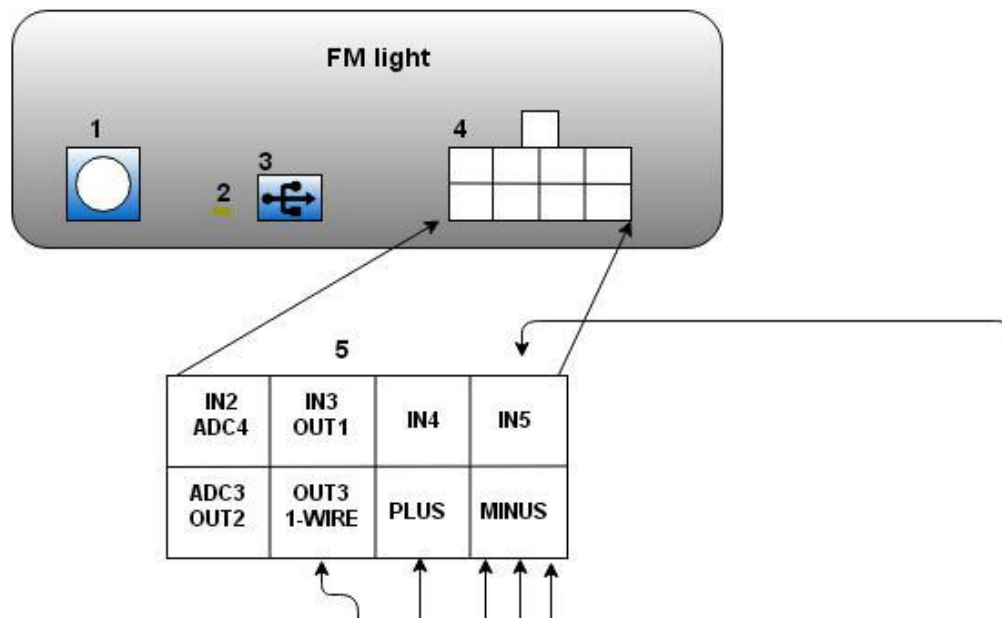 FM light
1
2
3
4
5
IN2
ADC4
IN3
OUT1
IN4
IN5
ADC3
OUT2
OUT3
1-WIRE
PLUS
MINUS